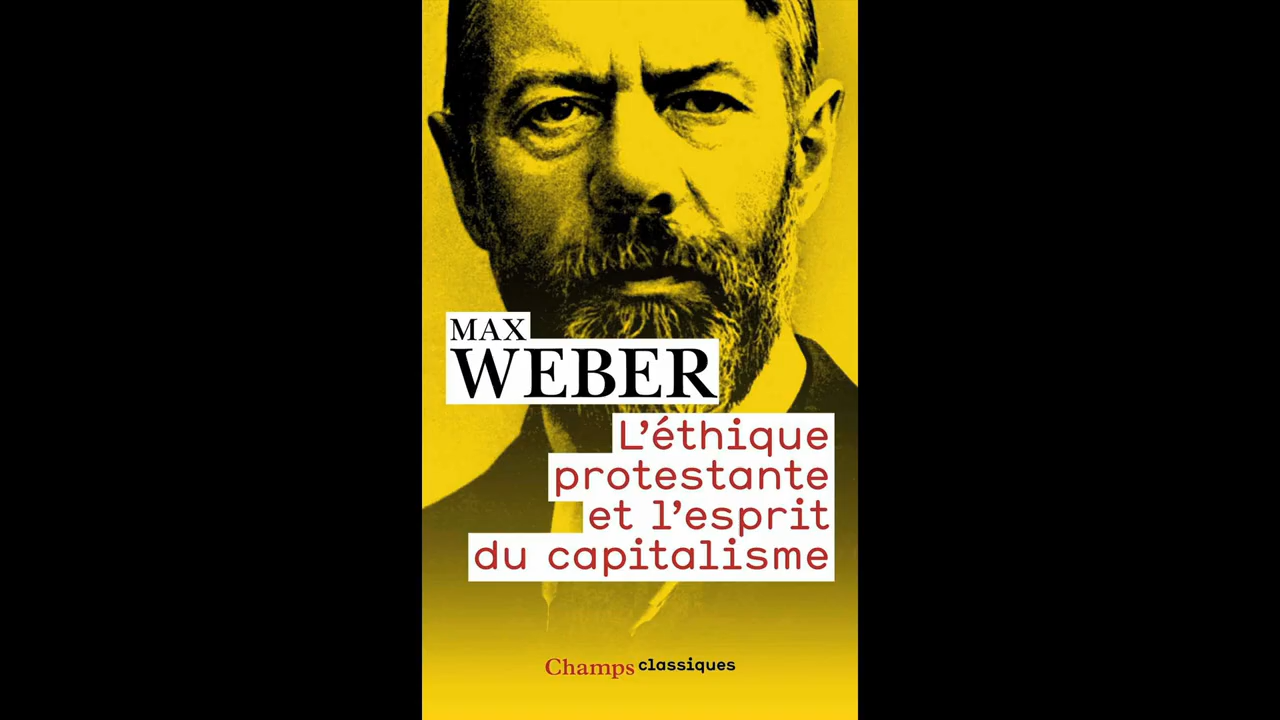 MAX
WEBER
L’éthique
protestante
et l’esprit
du capitalisme
Champs classiques